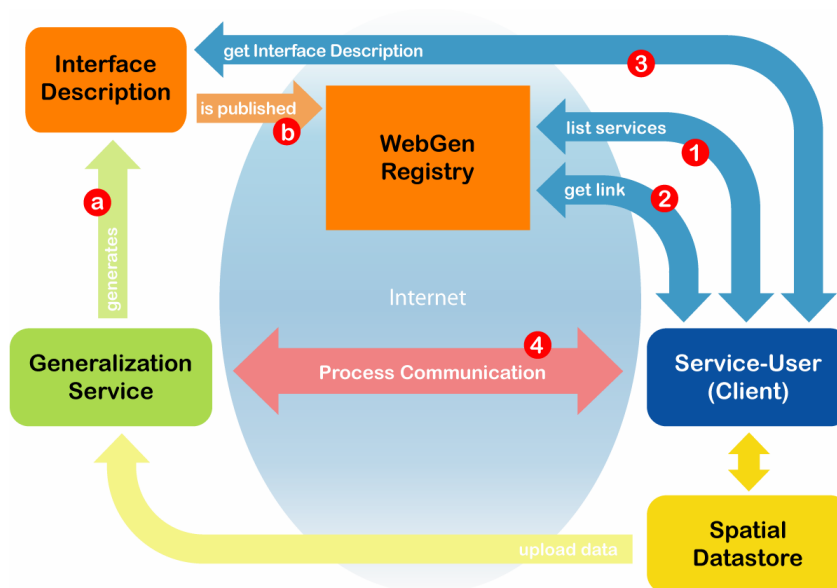 get Interface Description
3
Interface
Description
is published
b
WebGen
Registry
list services
1
get link
2
a
generates
Internet
4
Generalization
Service
Process Communication
Service-User
(Client)
upload data
Spatial
Datastore